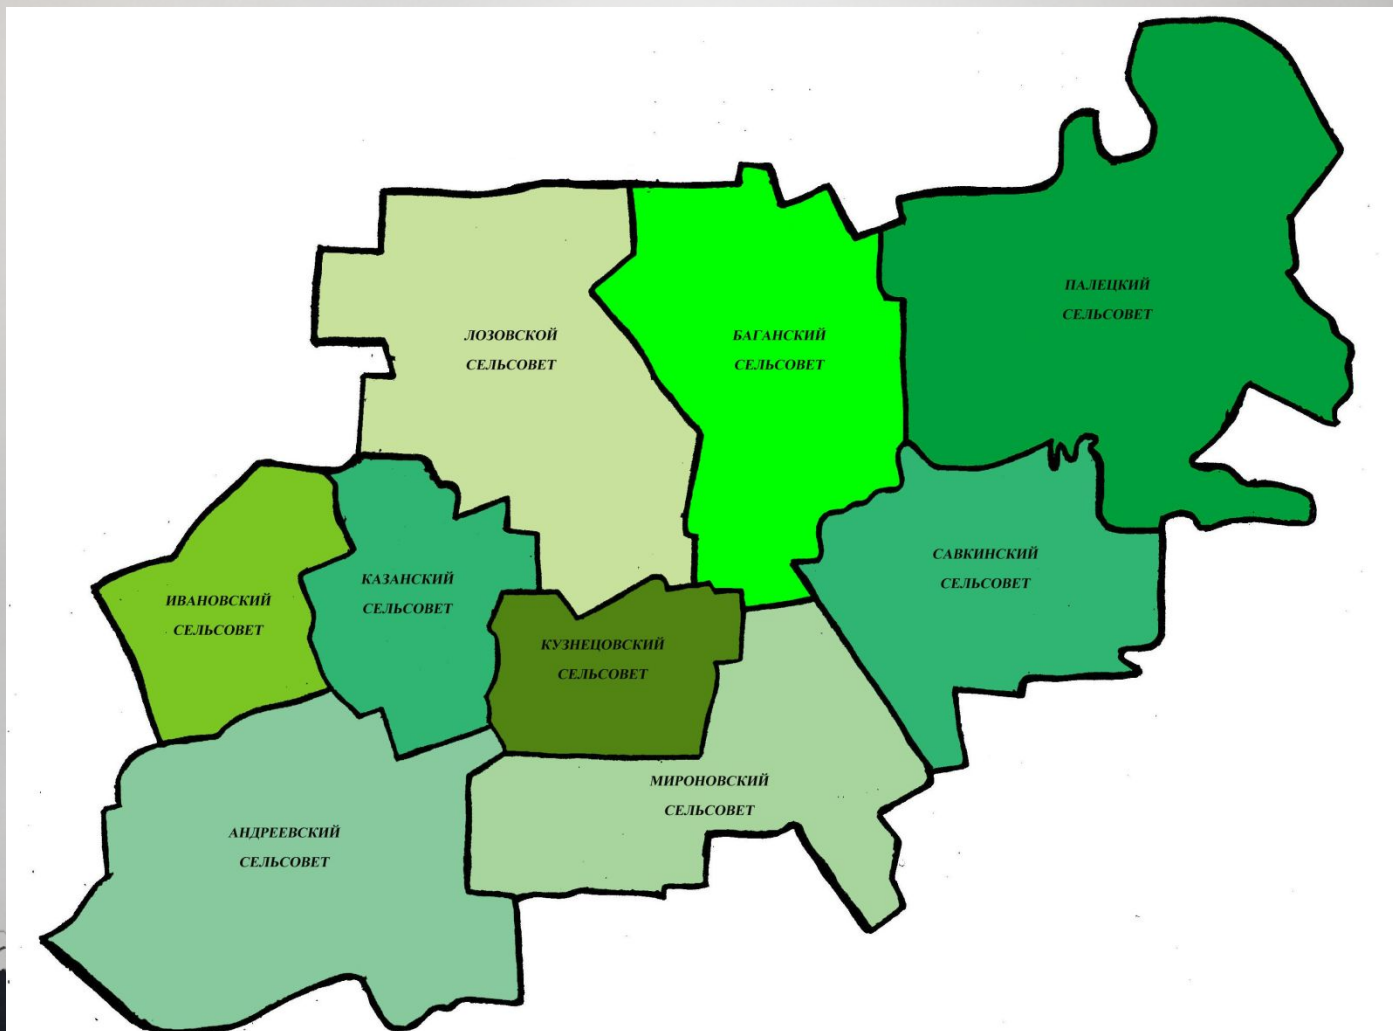 ПАЛЕЦКИЙ
СЕЛЬСОВЕТ
ЛОЗОВСКОЙ
СЕЛЬСОВЕТ
БАГАНСКИЙ
СЕЛЬСОВЕТ
САВКИНСКИЙ
СЕЛЬСОВЕТ
КАЗАНСКИЙ
СЕЛЬСОВЕТ
ИВАНОВСКИЙ
СЕЛЬСОВЕТ
КУЗНЕЦОВСКИЙ
СЕЛЬСОВЕТ
МИРОНОВСКИЙ
СЕЛЬСОВЕТ
АНДРЕЕВСКИЙ
СЕЛЬСОВЕТ